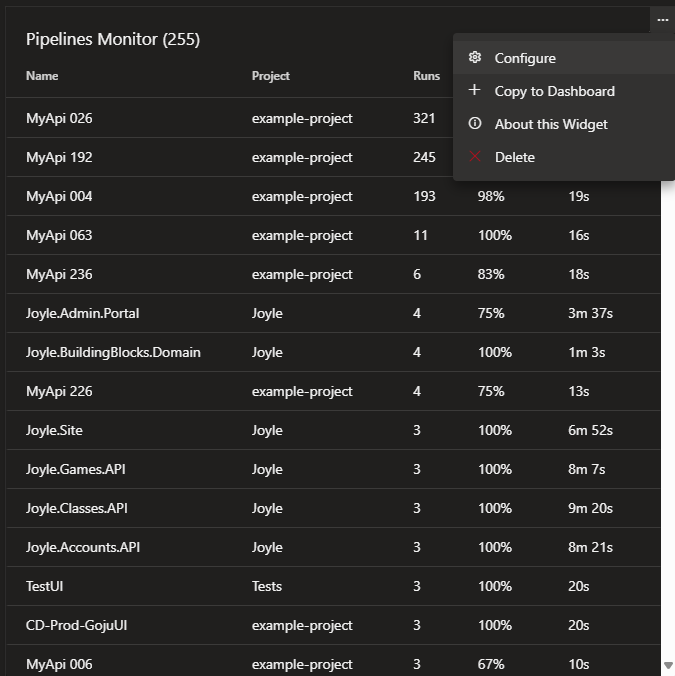 Pipelines Monitor (255)
Configure
Copy to Dashboard
About this Widget
Delete
Name Project Runs
MyApi 026 example-project 321
MyApi 192 example-project 245
MyApi 004 example-project 193 98% 19s
MyApi 063 example-project 11 100% 16s
MyApi 236 example-project 6 83% 18s
Joyle.Admin.Portal Joyle 4 75% 3m 37s
Joyle.BuildingBlocks.Domain Joyle 4 100% 1m 3s
MyApi 226 example-project 4 75% 13s
Joyle.Site Joyle 3 100% 6m 52s
Joyle.Games.API Joyle 3 100% 8m 7s
Joyle.Classes.API Joyle 3 100% 9m 20s
Joyle.Accounts.API Joyle 3 100% 8m 21s
TestUI Tests 3 100% 20s
CD-Prod-GojuUI example-project 3 100% 20s
MyApi 006 example-project 3 67% 10s